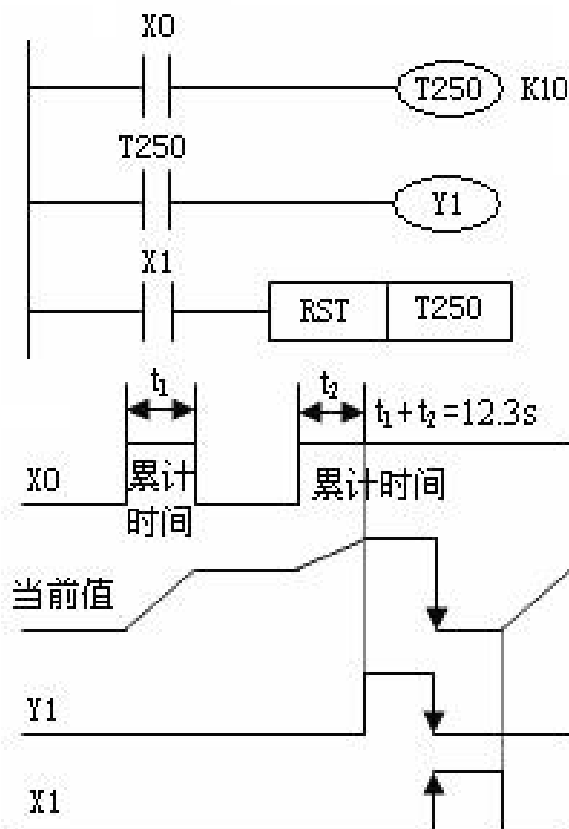 X0
T250 K10
T250
Y1
X1
RST T250
t₁ t₂ t₁+t₂=12.3s
X0 累计时间 累计时间
当前值
Y1
X1